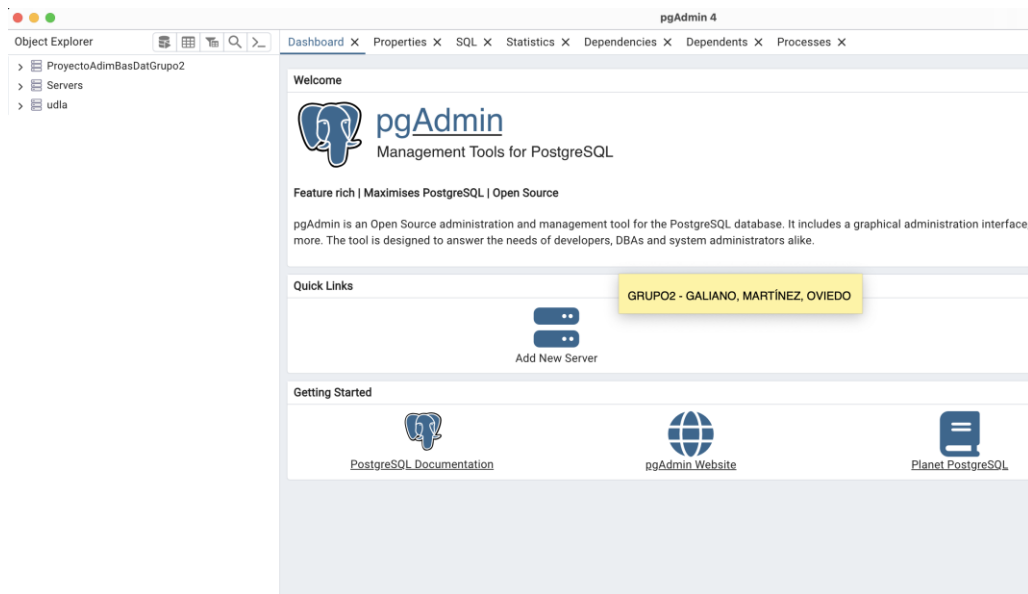 pgAdmin 4
Object Explorer
Dashboard Properties SQL Statistics Dependencies Dependents Processes
ProyectoAdimBasDatGrupo2
Servers
udla
Welcome
pgAdmin
Management Tools for PostgreSQL
Feature rich | Maximises PostgreSQL | Open Source
pgAdmin is an Open Source administration and management tool for the PostgreSQL database. It includes a graphical administration interface,
more. The tool is designed to answer the needs of developers, DBAs and system administrators alike.
Quick Links
GRUPO2 - GALIANO, MARTÍNEZ, OVIEDO
Add New Server
Getting Started
PostgreSQL Documentation
pgAdmin Website
Planet PostgreSQL